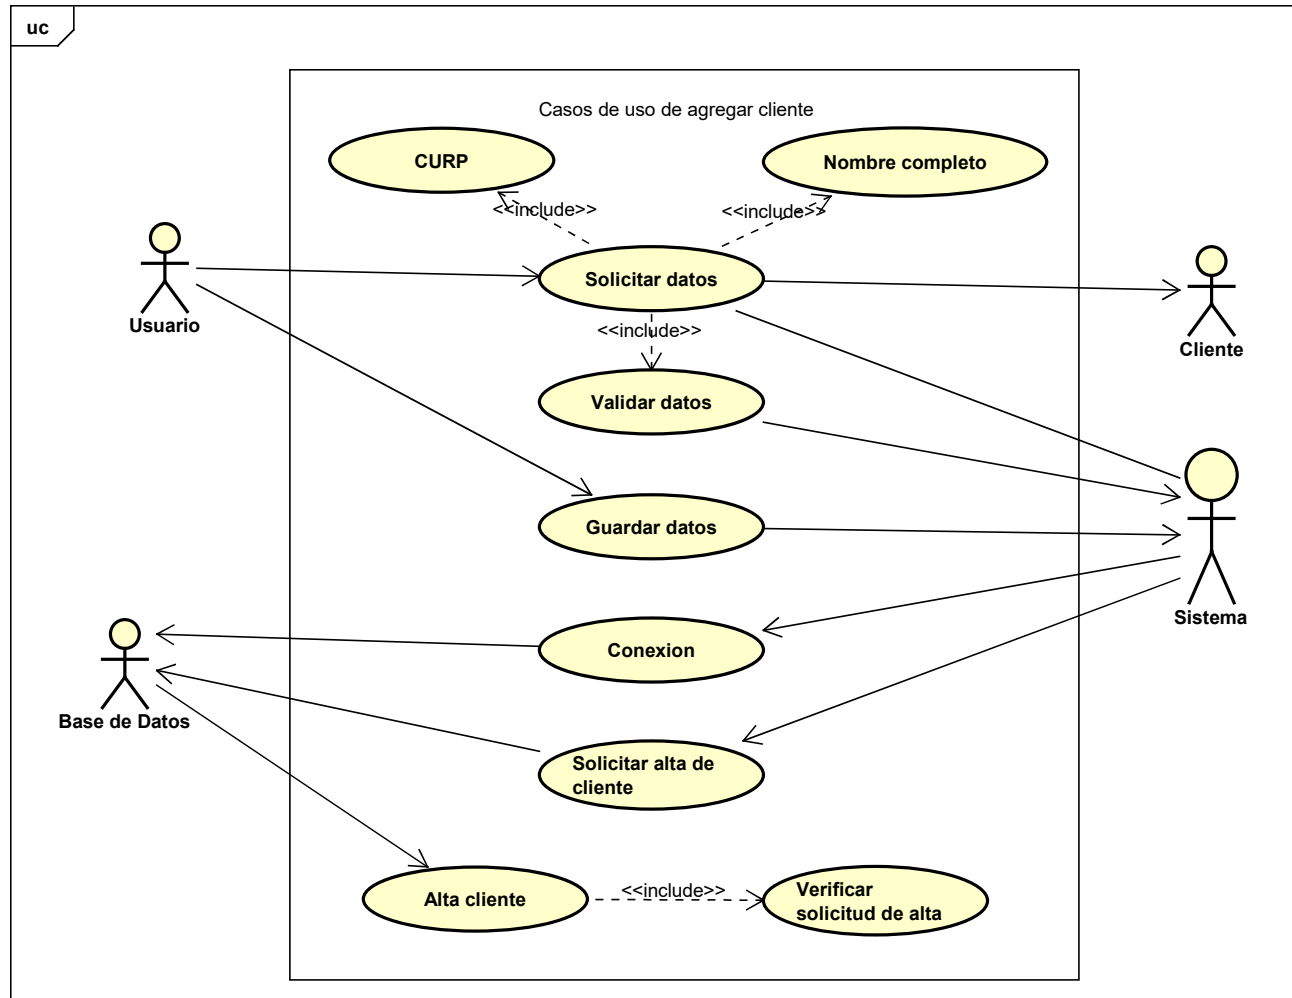 uc
Casos de uso de agregar cliente
CURP
Nombre completo
<<include>>
<<include>>
Solicitar datos
Usuario
Cliente
<<include>>
Validar datos
Guardar datos
Sistema
Conexion
Base de Datos
Solicitar alta de
cliente
Alta cliente
<<include>>
Verificar
solicitud de alta